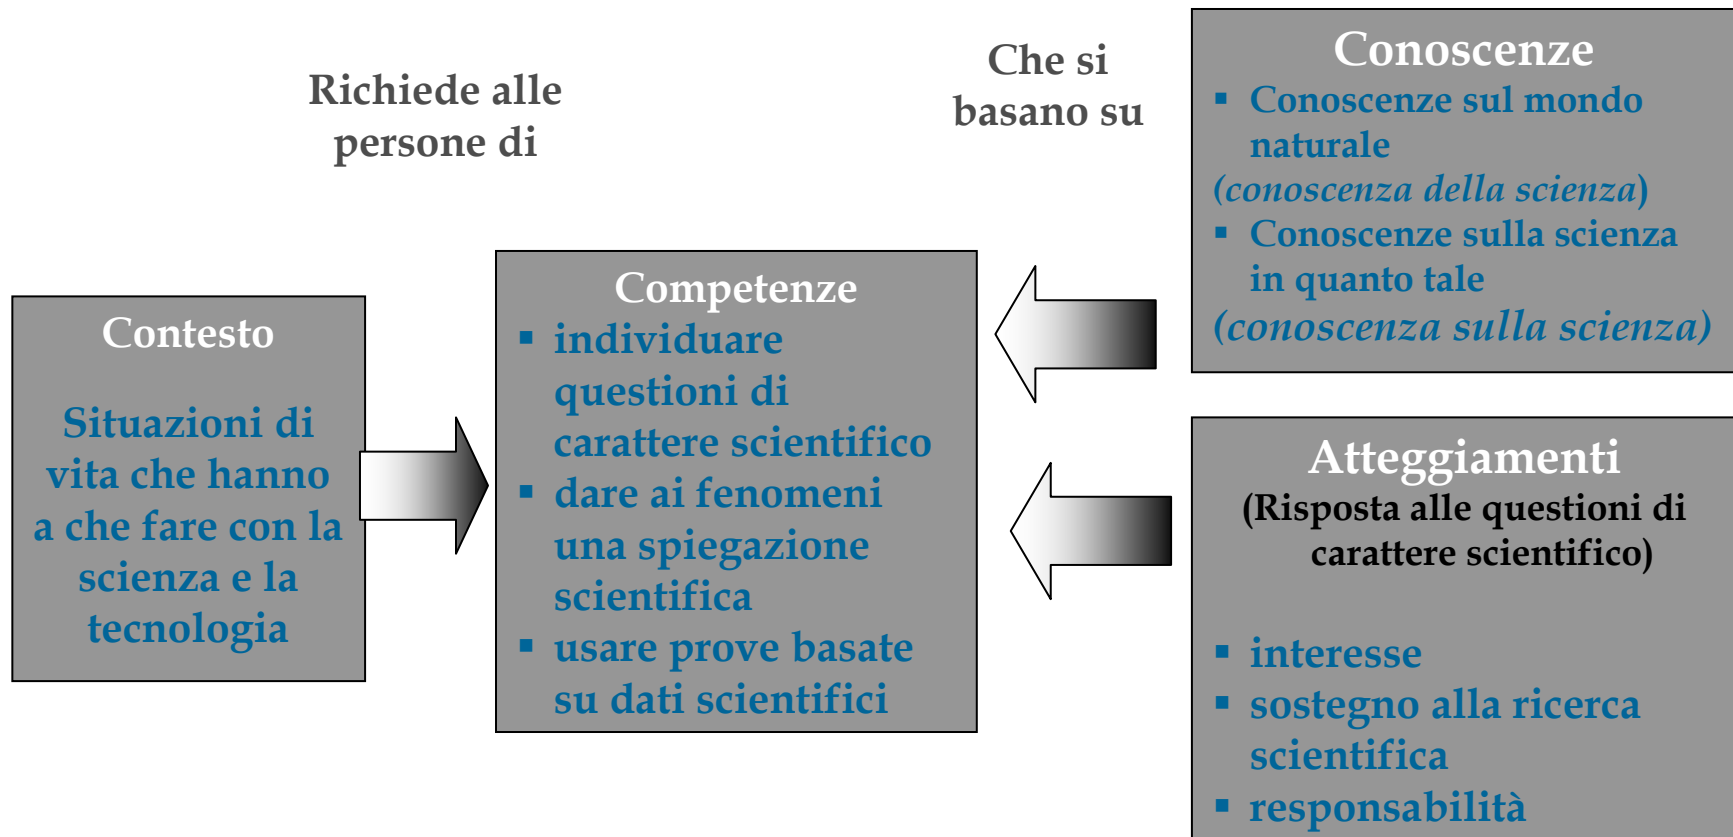 Richiede alle
persone di
Che si
basano su
Contesto
Situazioni di
vita che hanno
a che fare con la
scienza e la
tecnologia
Competenze
▪ individuare
questioni di
carattere scientifico
▪ dare ai fenomeni
una spiegazione
scientifica
▪ usare prove basate
su dati scientifici
Conoscenze
▪ Conoscenze sul mondo
naturale
(conoscenza della scienza)
▪ Conoscenze sulla scienza
in quanto tale
(conoscenza sulla scienza)
Atteggiamenti
(Risposta alle questioni di
carattere scientifico)
▪ interesse
▪ sostegno alla ricerca
scientifica
▪ responsabilità